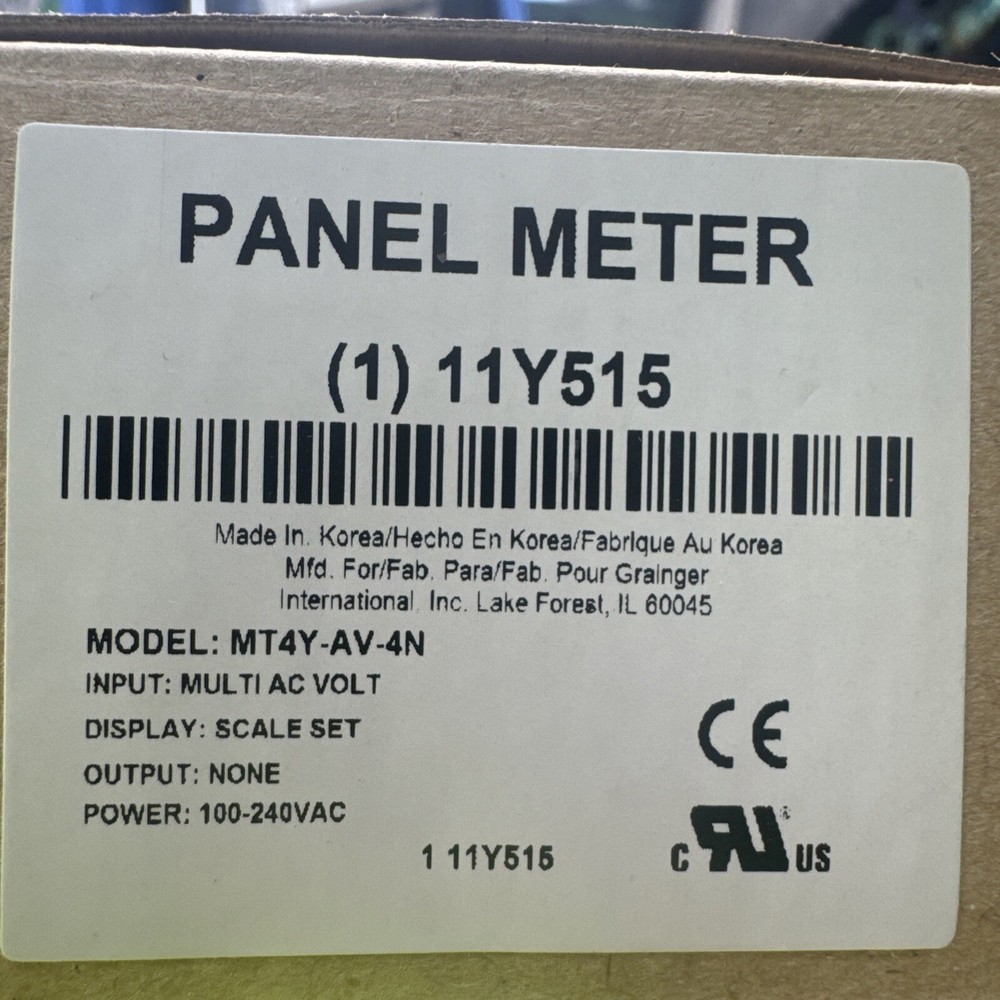 PANEL METER
(1) 11Y515
Made In. Korea/Hecho En Korea/Fabrique Au Korea
Mfd. For/Fab. Para/Fab. Pour Grainger
International, Inc. Lake Forest, IL 60045
MODEL: MT4Y-AV-4N
INPUT: MULTI AC VOLT
DISPLAY: SCALE SET
OUTPUT: NONE
POWER: 100-240VAC
1 11Y515
CE
C RU® US